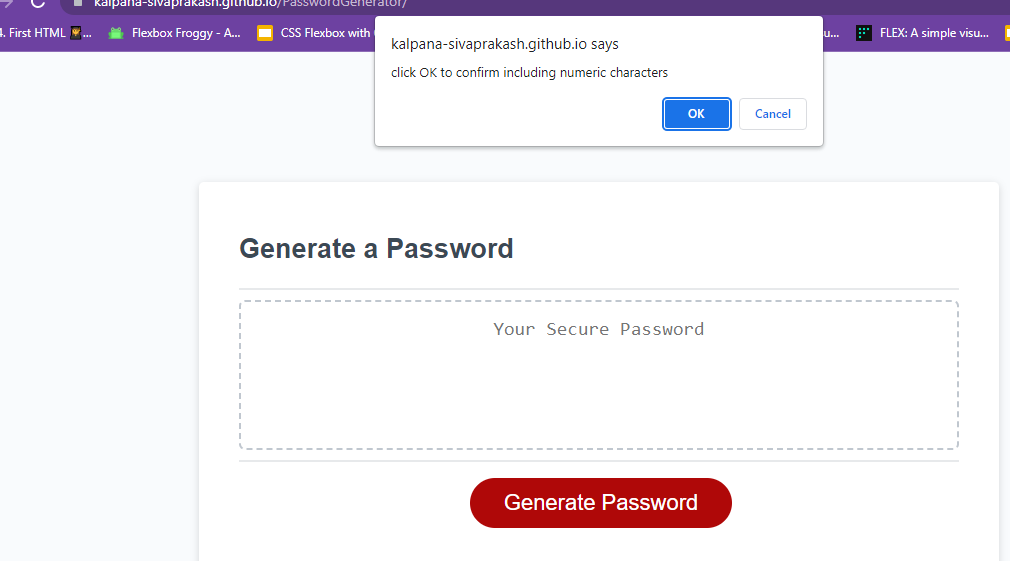 kalpana-sivaprakash.github.io/PasswordGenerator/
4. First HTML ... Flexbox Froggy - A... CSS Flexbox with u... FLEX: A simple visu...
kalpana-sivaprakash.github.io says
click OK to confirm including numeric characters
OK Cancel
Generate a Password
Your Secure Password
Generate Password